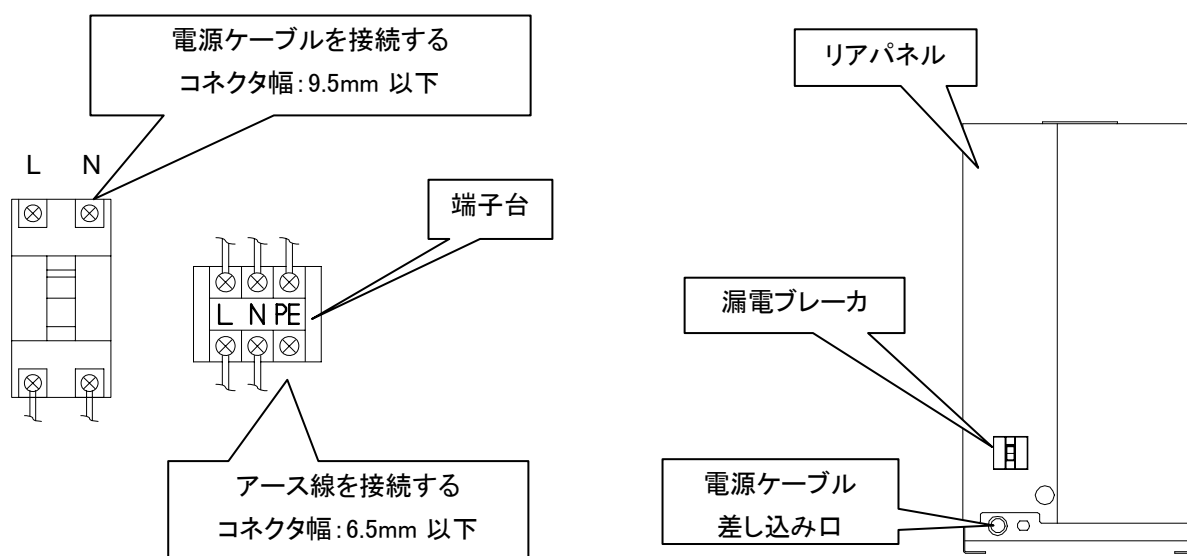 電源ケーブルを接続する
コネクタ幅：9.5mm 以下
L N
端子台
L N PE
アース線を接続する
コネクタ幅：6.5mm 以下
リアパネル
漏電ブレーカ
電源ケーブル
差し込み口